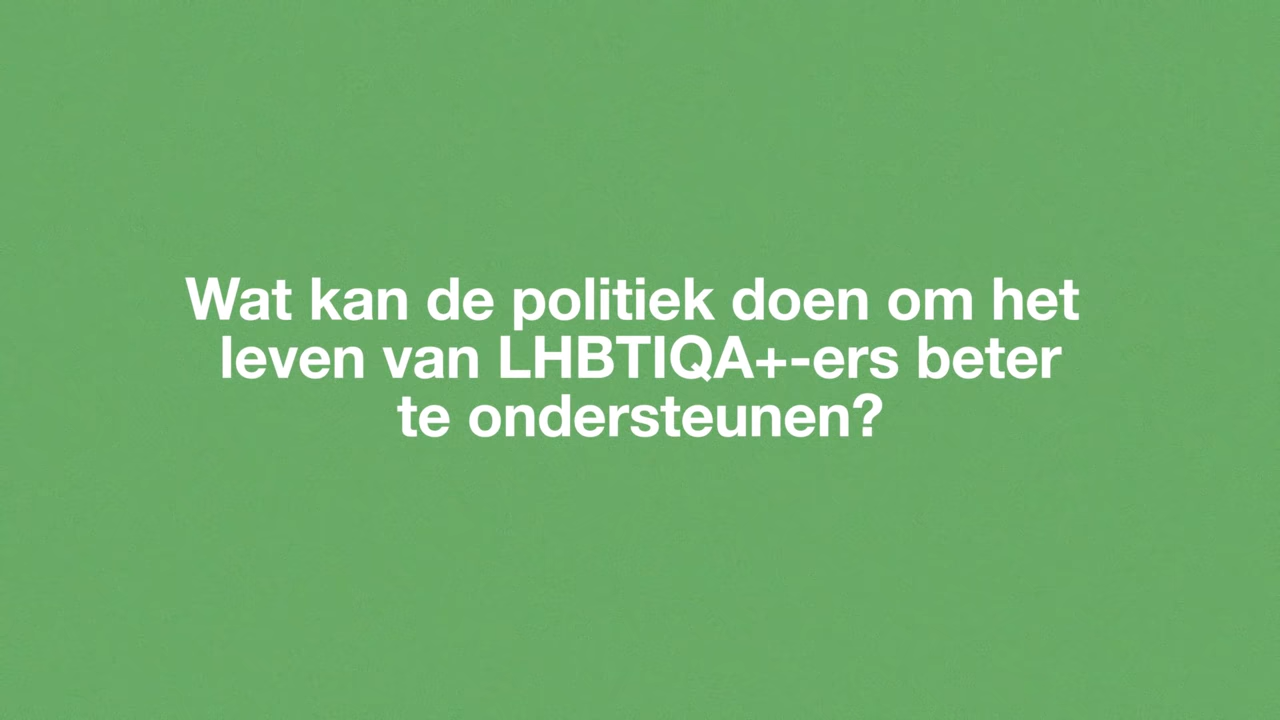 Wat kan de politiek doen om het
leven van LHBTIQA+-ers beter
te ondersteunen?